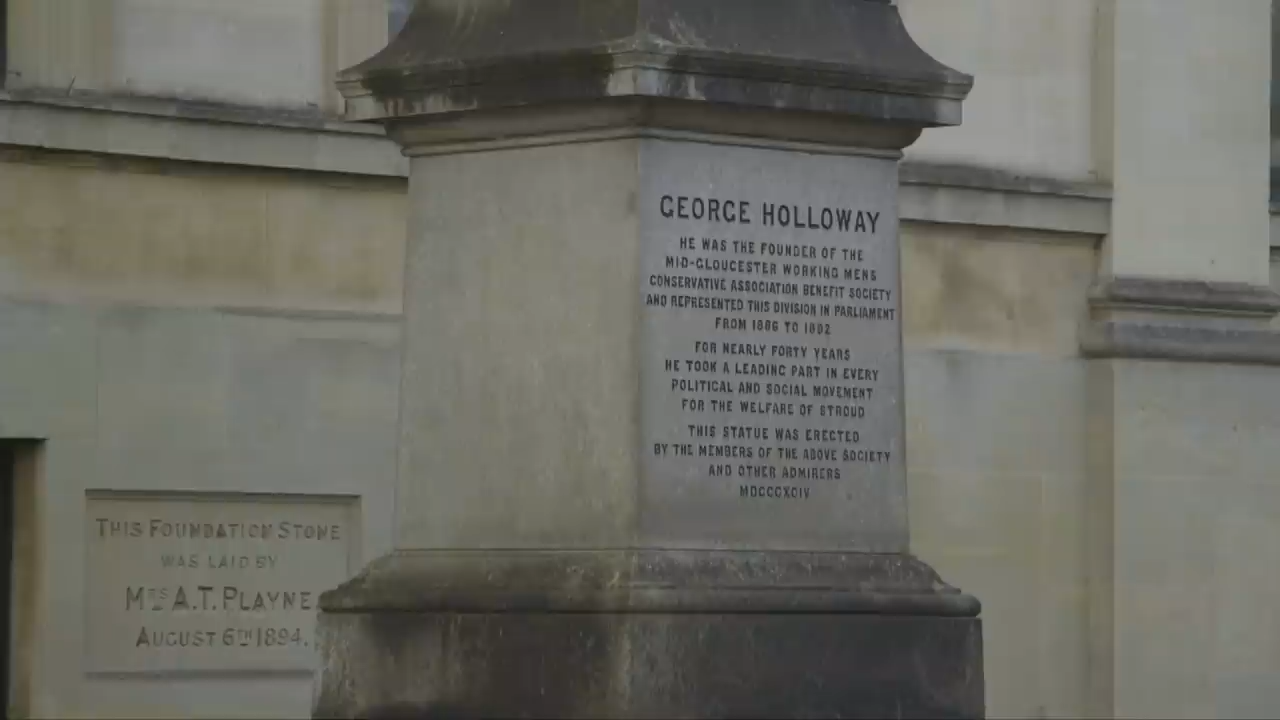 GEORGE HOLLOWAY
HE WAS THE FOUNDER OF THE
MID-GLOUCESTER WORKING MENS
CONSERVATIVE ASSOCIATION BENEFIT SOCIETY
AND REPRESENTED THIS DIVISION IN PARLIAMENT
FROM 1886 TO 1892
FOR NEARLY FORTY YEARS
HE TOOK A LEADING PART IN EVERY
POLITICAL AND SOCIAL MOVEMENT
FOR THE WELFARE OF STROUD
THIS STATUE WAS ERECTED
BY THE MEMBERS OF THE ABOVE SOCIETY
AND OTHER ADMIRERS
MDCCCXCIV
THIS FOUNDATION STONE
WAS LAID BY
MRS A.T. PLAYNE
AUGUST 6TH 1894.